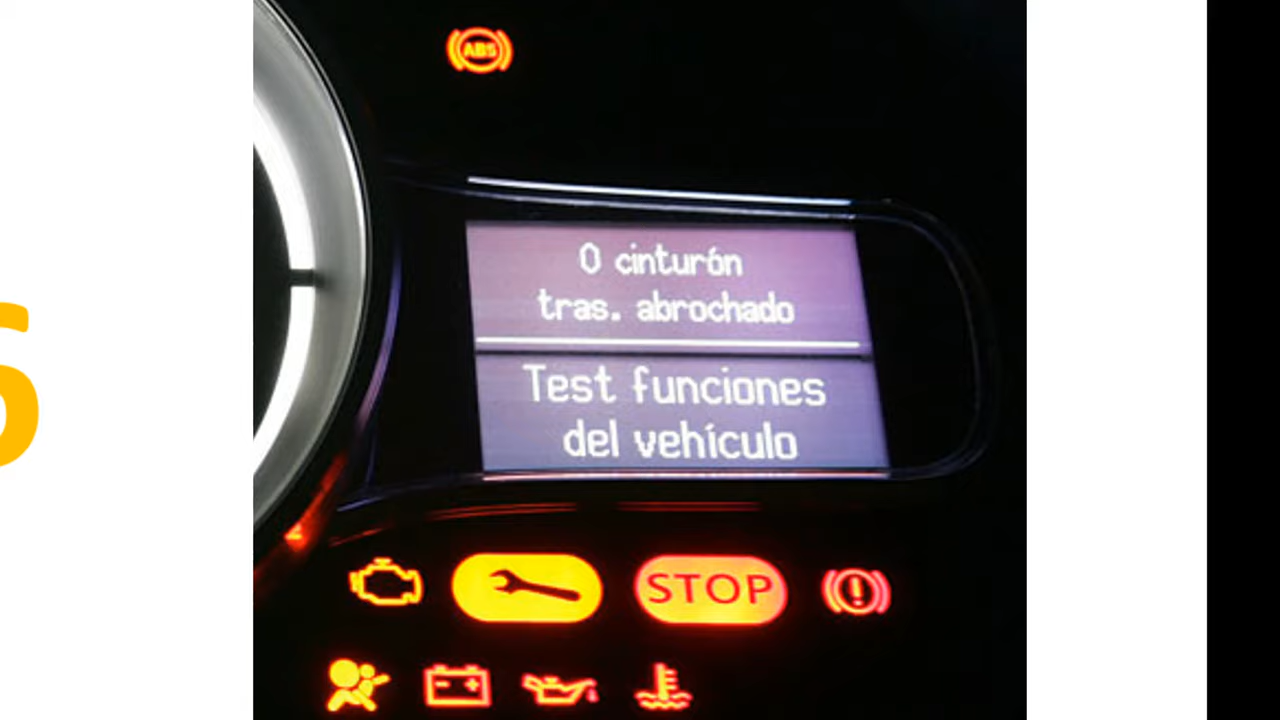 ABS
0 cinturón
tras. abrochado
Test funciones
del vehículo
STOP